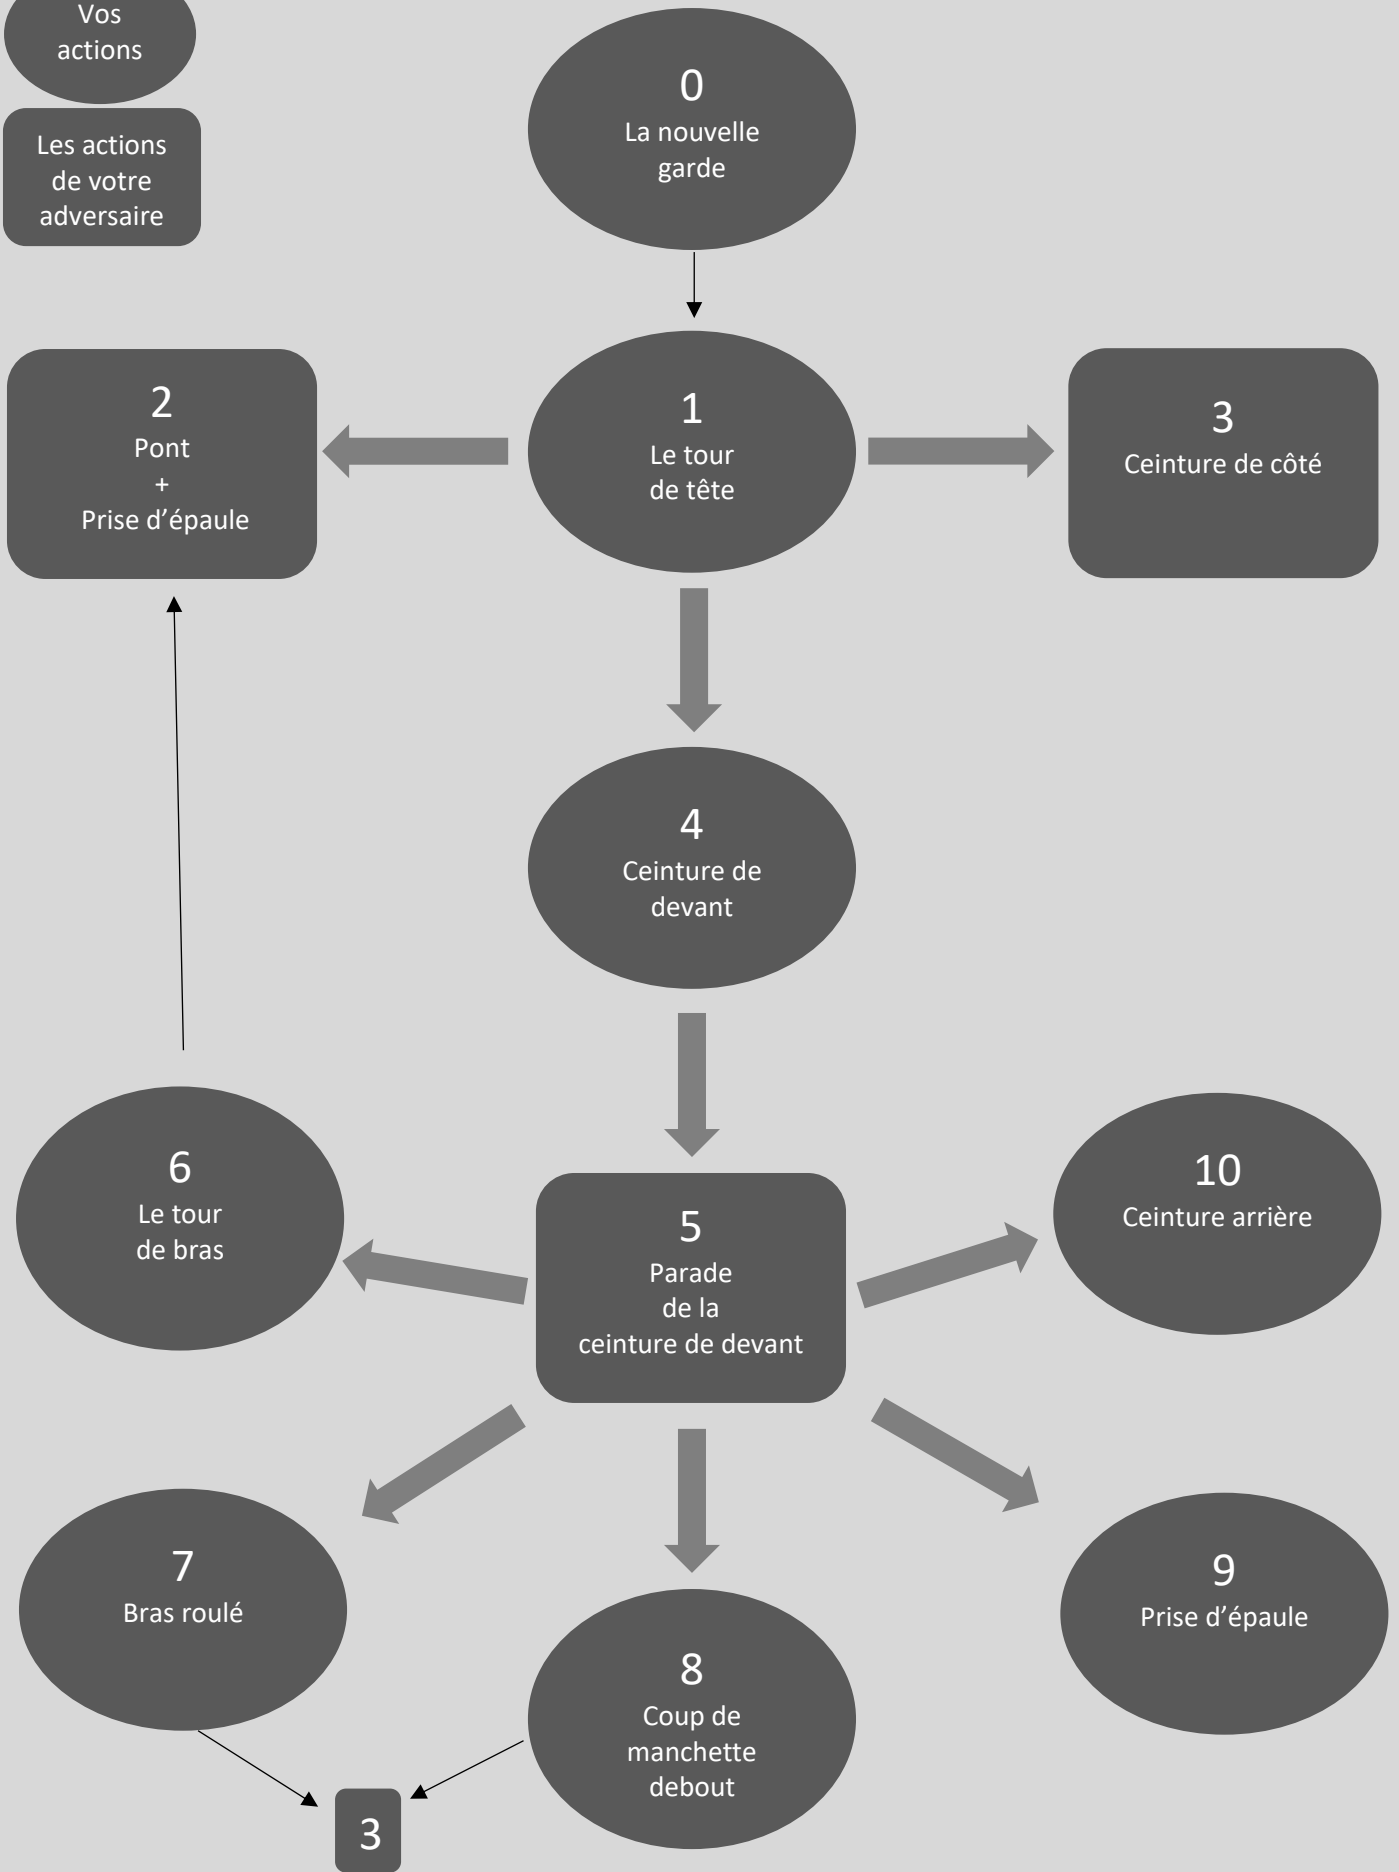 Vos
actions
Les actions
de votre
adversaire
0
La nouvelle
garde
2
Pont
+
Prise d’épaule
1
Le tour
de tête
3
Ceinture de côté
4
Ceinture de
devant
6
Le tour
de bras
5
Parade
de la
ceinture de devant
10
Ceinture arrière
7
Bras roulé
8
Coup de
manchette
debout
9
Prise d’épaule
3